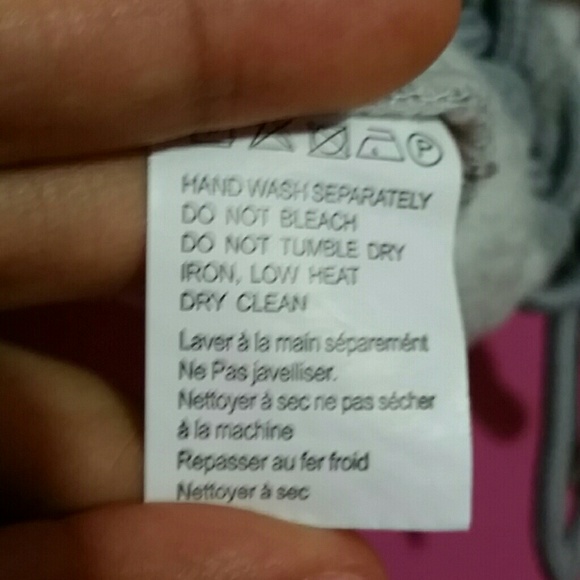 P
HAND WASH SEPARATELY
DO NOT BLEACH
DO NOT TUMBLE DRY
IRON, LOW HEAT
DRY CLEAN
Laver à la main séparemént
Ne Pas javelliser.
Nettoyer à sec ne pas sécher
à la machine
Repasser au fer froid
Nettoyer à sec